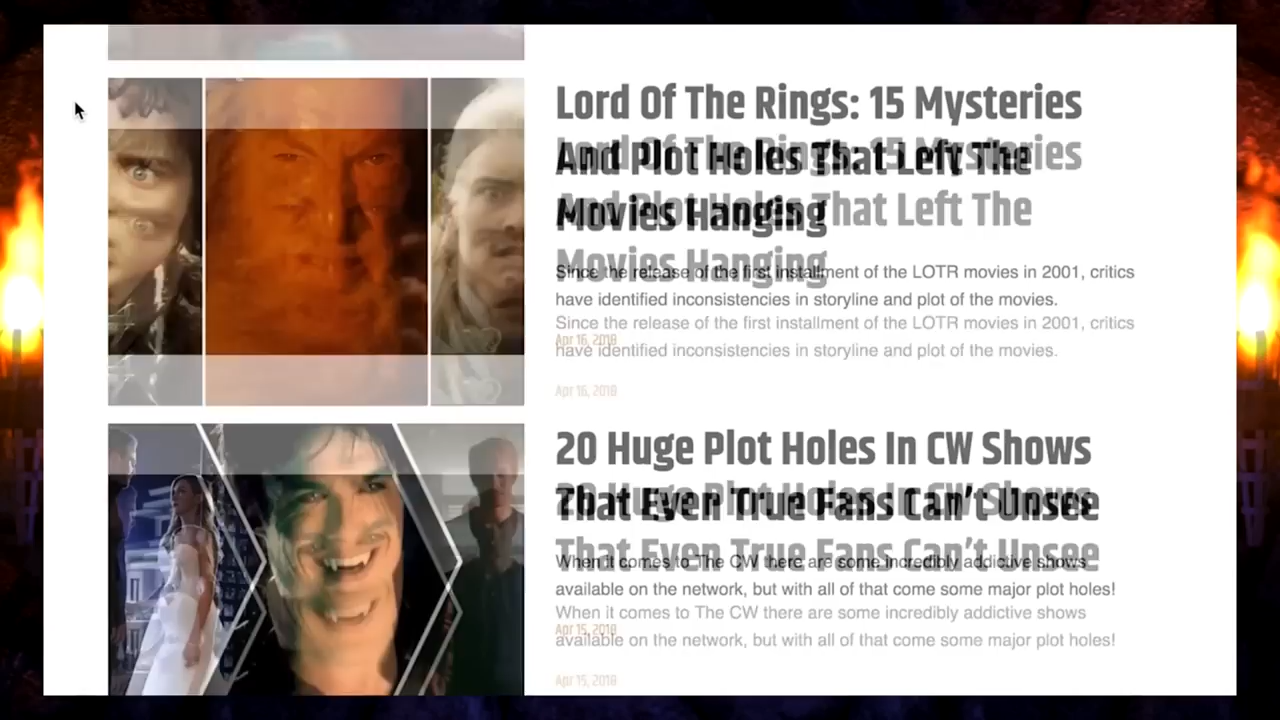 Lord Of The Rings: 15 Mysteries
And Plot Holes That Left The
Movies Hanging
Since the release of the first installment of the LOTR movies in 2001, critics
have identified inconsistencies in storyline and plot of the movies.
Apr 16, 2018
20 Huge Plot Holes In CW Shows
That Even True Fans Can't Unsee
When it comes to The CW there are some incredibly addictive shows
available on the network, but with all of that come some major plot holes!
Apr 15, 2018